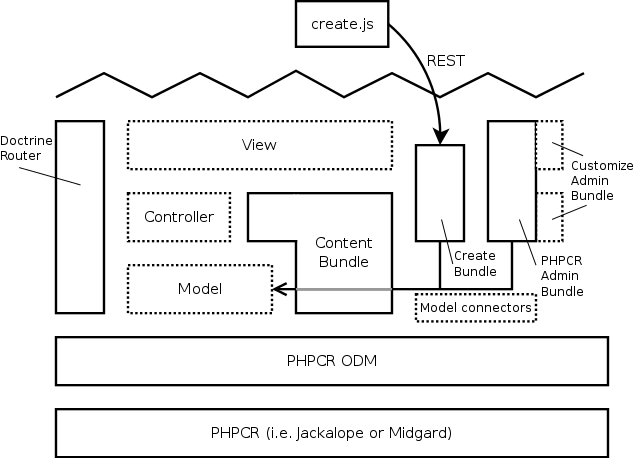 create.js
REST
Doctrine
Router
View
Customize
Admin
Bundle
Controller
Content
Bundle
Create
Bundle
PHPCR
Admin
Bundle
Model
Model connectors
PHPCR ODM
PHPCR (i.e. Jackalope or Midgard)